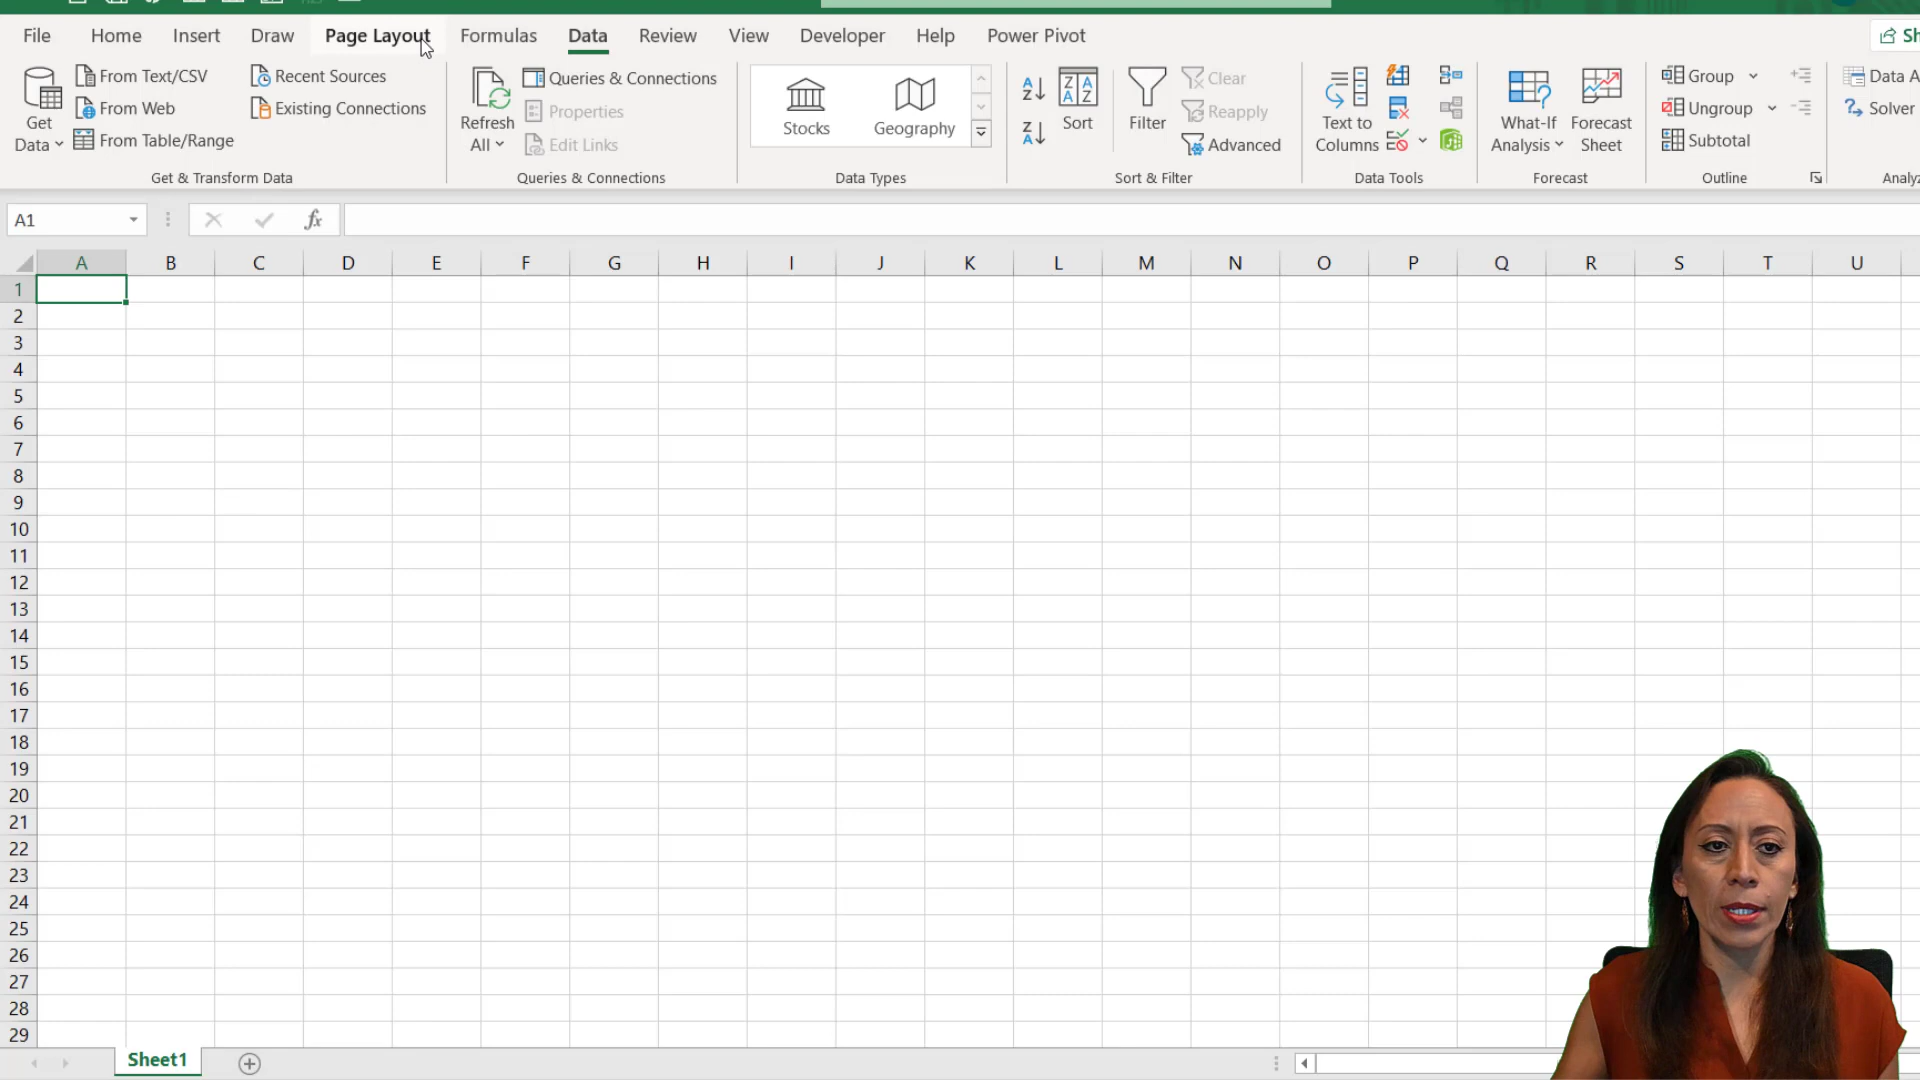 File Home Insert Draw Page Layout Formulas Data Review View Developer Help Power Pivot
Get Data
From Text/CSV
From Web
From Table/Range
Recent Sources
Existing Connections
Get & Transform Data
Refresh All
Queries & Connections
Properties
Edit Links
Queries & Connections
Stocks
Geography
Data Types
Sort
Filter
Clear
Reapply
Advanced
Sort & Filter
Text to Columns
Data Tools
What-If Analysis
Forecast Sheet
Forecast
Group
Ungroup
Subtotal
Outline
Data A
Solver
Analy
A1
fx
A B C D E F G H I J K L M N O P Q R S T U
1
2
3
4
5
6
7
8
9
10
11
12
13
14
15
16
17
18
19
20
21
22
23
24
25
26
27
28
29
Sheet1